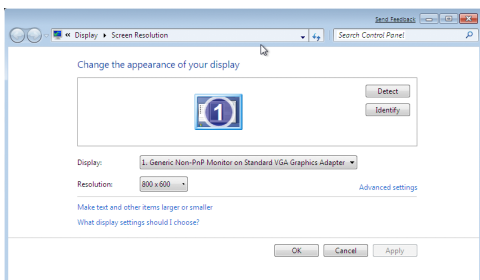 Send Feedback
« Display ▸ Screen Resolution
Search Control Panel
Change the appearance of your display
1
Detect
Identify
Display: 1. Generic Non-PnP Monitor on Standard VGA Graphics Adapter
Resolution: 800 x 600
Advanced settings
Make text and other items larger or smaller
What display settings should I choose?
OK Cancel Apply